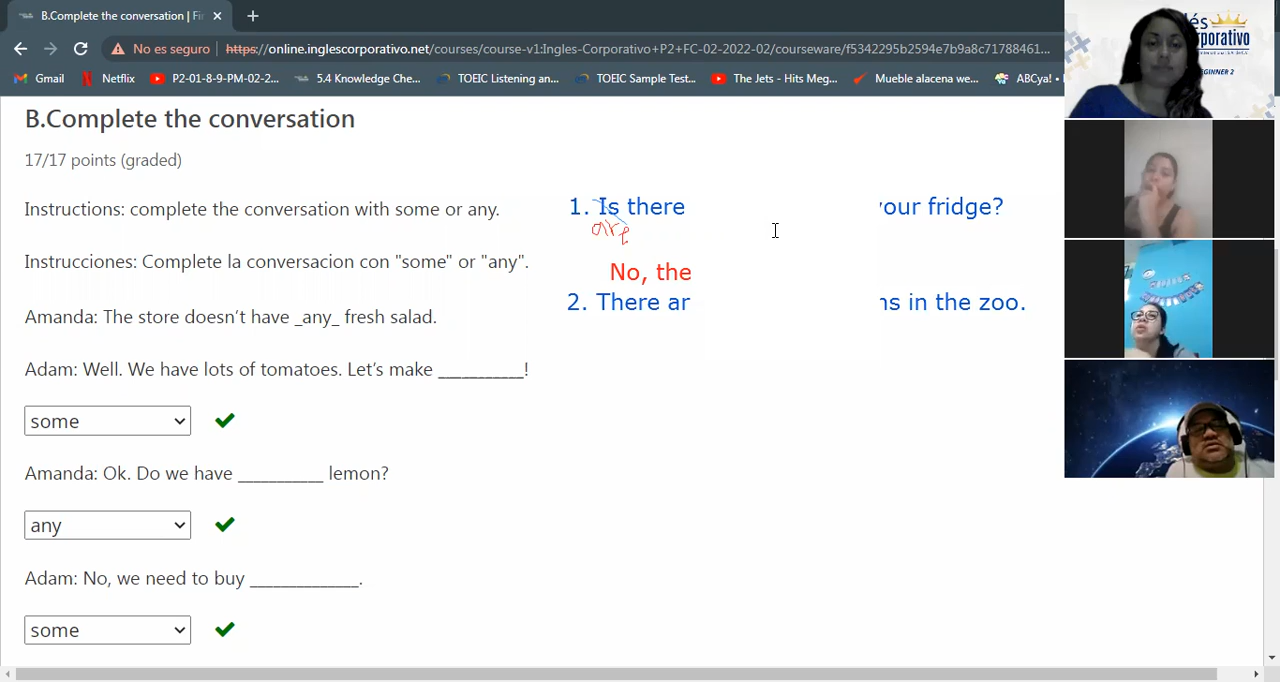 B.Complete the conversation | Fi
No es seguro https://online.inglescorporativo.net/courses/course-v1:Ingles-Corporativo+P2+FC-02-2022-02/courseware/f5342295b2594e7b9a8c71788461...
Gmail Netflix P2-01-8-9-PM-02-2... 5.4 Knowledge Che... TOEIC Listening an... TOEIC Sample Test... The Jets - Hits Meg... Mueble alacena we... ABCya! •
rporativo
EGINNER 2
B.Complete the conversation
17/17 points (graded)
Instructions: complete the conversation with some or any.
Instrucciones: Complete la conversacion con "some" or "any".
Amanda: The store doesn't have _any_ fresh salad.
Adam: Well. We have lots of tomatoes. Let's make ___________!
some
Amanda: Ok. Do we have ___________ lemon?
any
Adam: No, we need to buy ______________.
some
1. Is there your fridge?
are
No, the
2. There ar ns in the zoo.